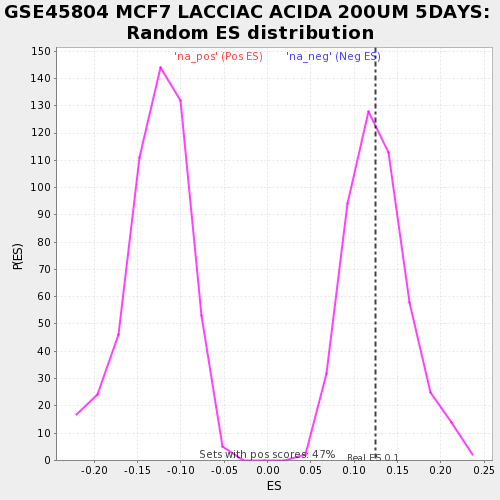 GSE45804 MCF7 LACCIAC ACIDA 200UM 5DAYS:
Random ES distribution
'na_pos' (Pos ES) 'na_neg' (Neg ES)
150
140
130
120
110
100
90
80
70
60
50
40
30
20
10
0
P(ES)
Sets with pos scores: 47%
Real ES 0.1
-0.20 -0.15 -0.10 -0.05 0.00 0.05 0.10 0.15 0.20 0.25
ES